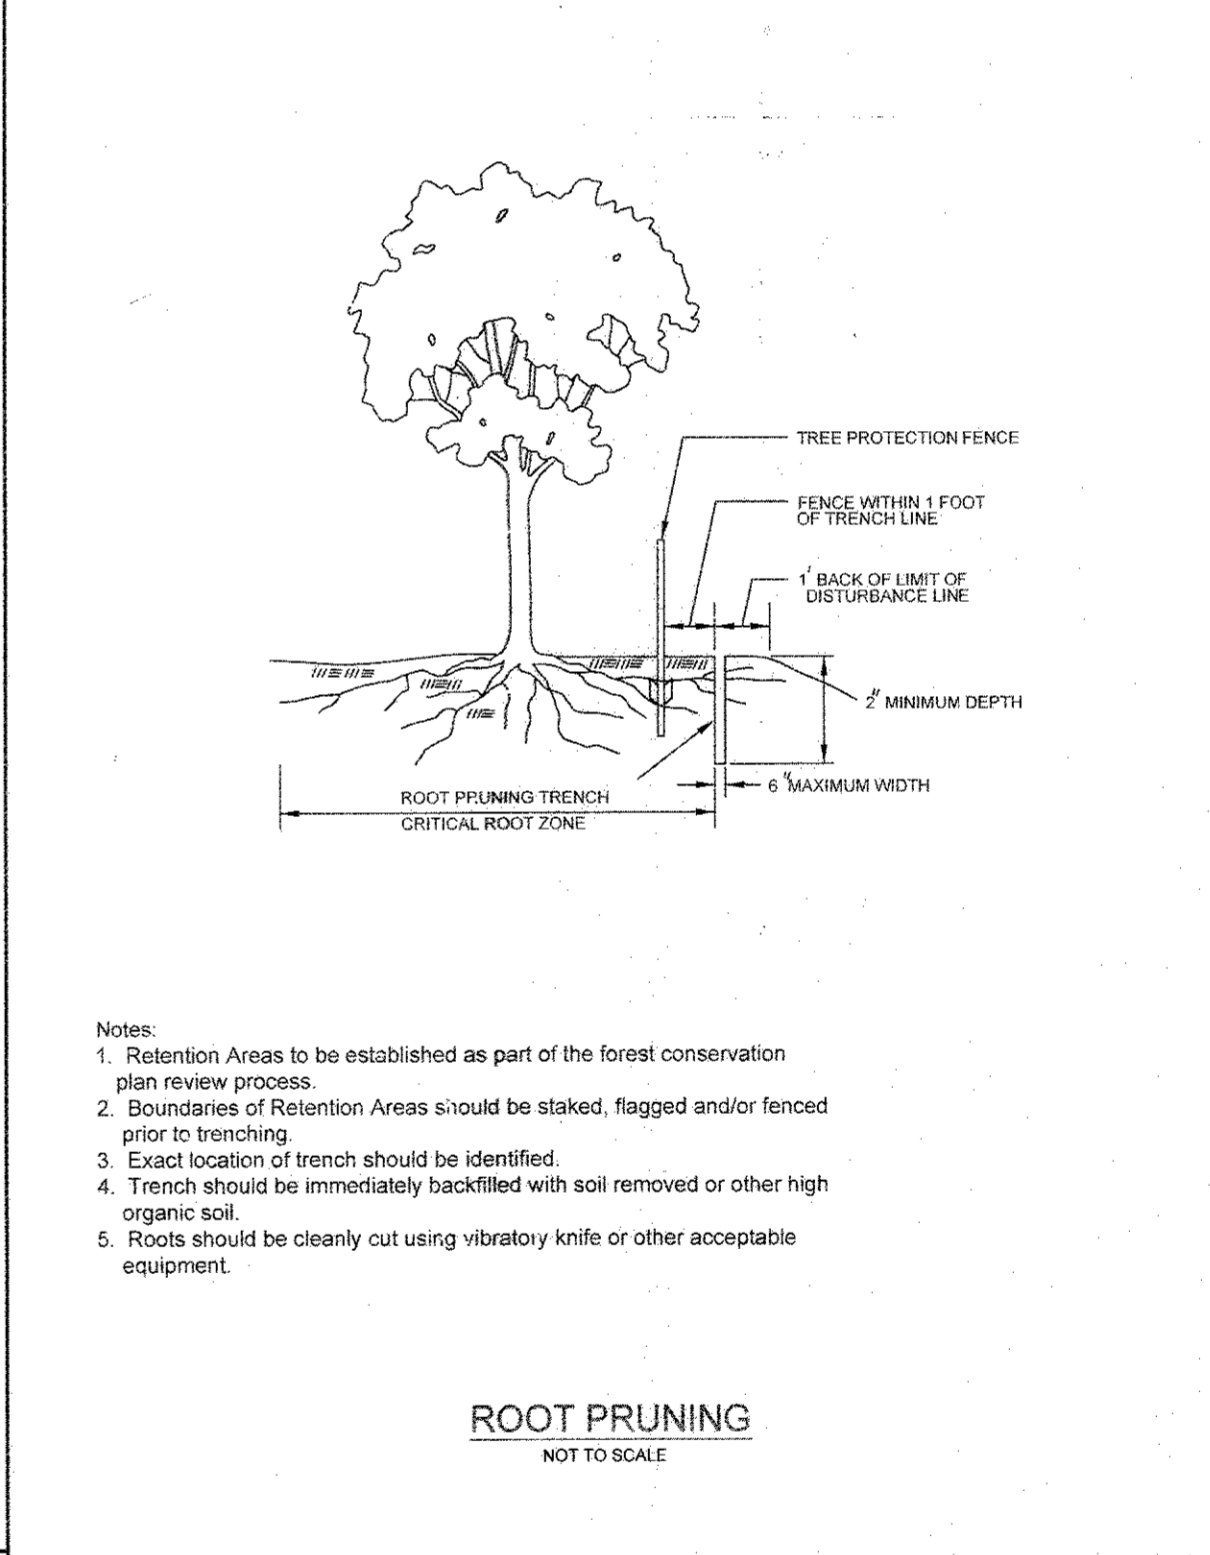 TREE PROTECTION FENCE
FENCE WITHIN 1 FOOT
OF TRENCH LINE
1' BACK OF LIMIT OF
DISTURBANCE LINE
2" MINIMUM DEPTH
6" MAXIMUM WIDTH
ROOT PRUNING TRENCH
CRITICAL ROOT ZONE
Notes:
1. Retention Areas to be established as part of the forest conservation
plan review process.
2. Boundaries of Retention Areas should be staked, flagged and/or fenced
prior to trenching.
3. Exact location of trench should be identified.
4. Trench should be immediately backfilled with soil removed or other high
organic soil.
5. Roots should be cleanly cut using vibratory knife or other acceptable
equipment.
ROOT PRUNING
NOT TO SCALE